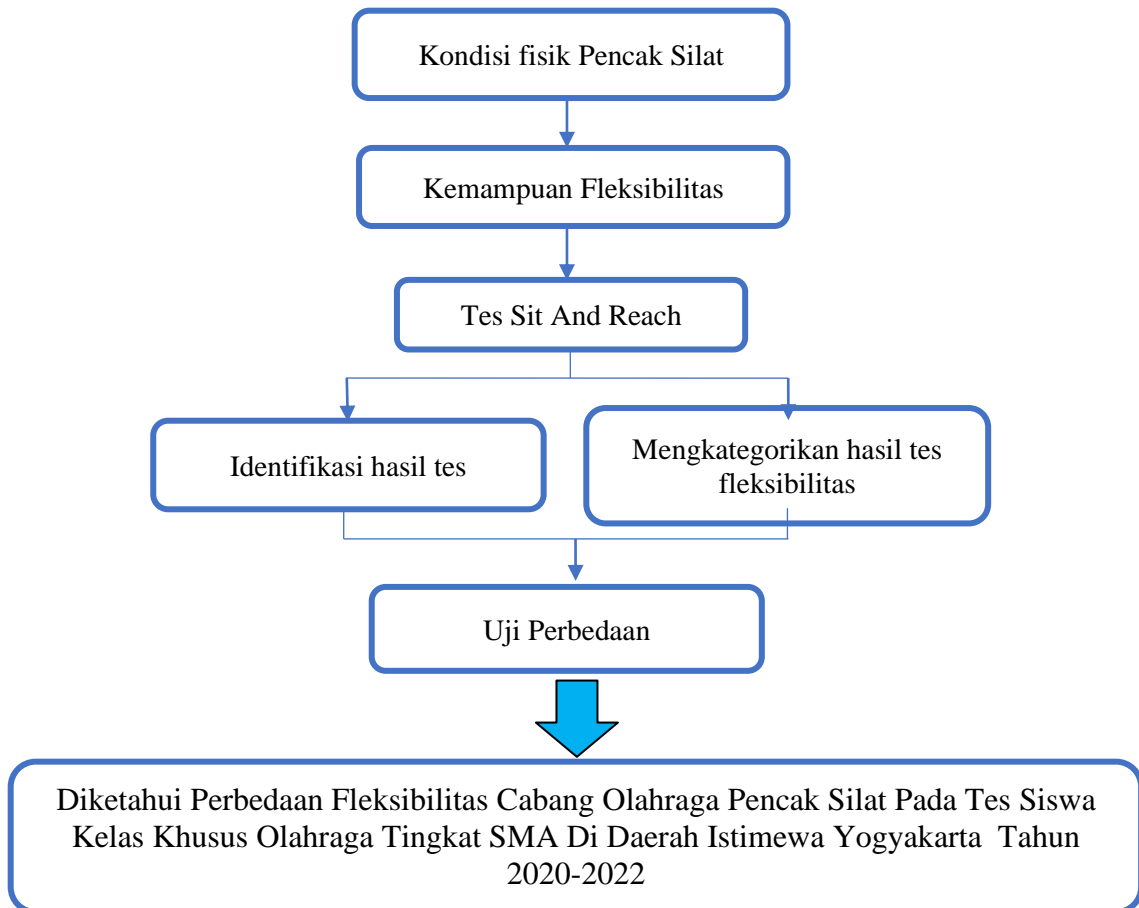 Kondisi fisik Pencak Silat
Kemampuan Fleksibilitas
Tes Sit And Reach
Identifikasi hasil tes
Mengkategorikan hasil tes
fleksibilitas
Uji Perbedaan
Diketahui Perbedaan Fleksibilitas Cabang Olahraga Pencak Silat Pada Tes Siswa
Kelas Khusus Olahraga Tingkat SMA Di Daerah Istimewa Yogyakarta Tahun
2020-2022